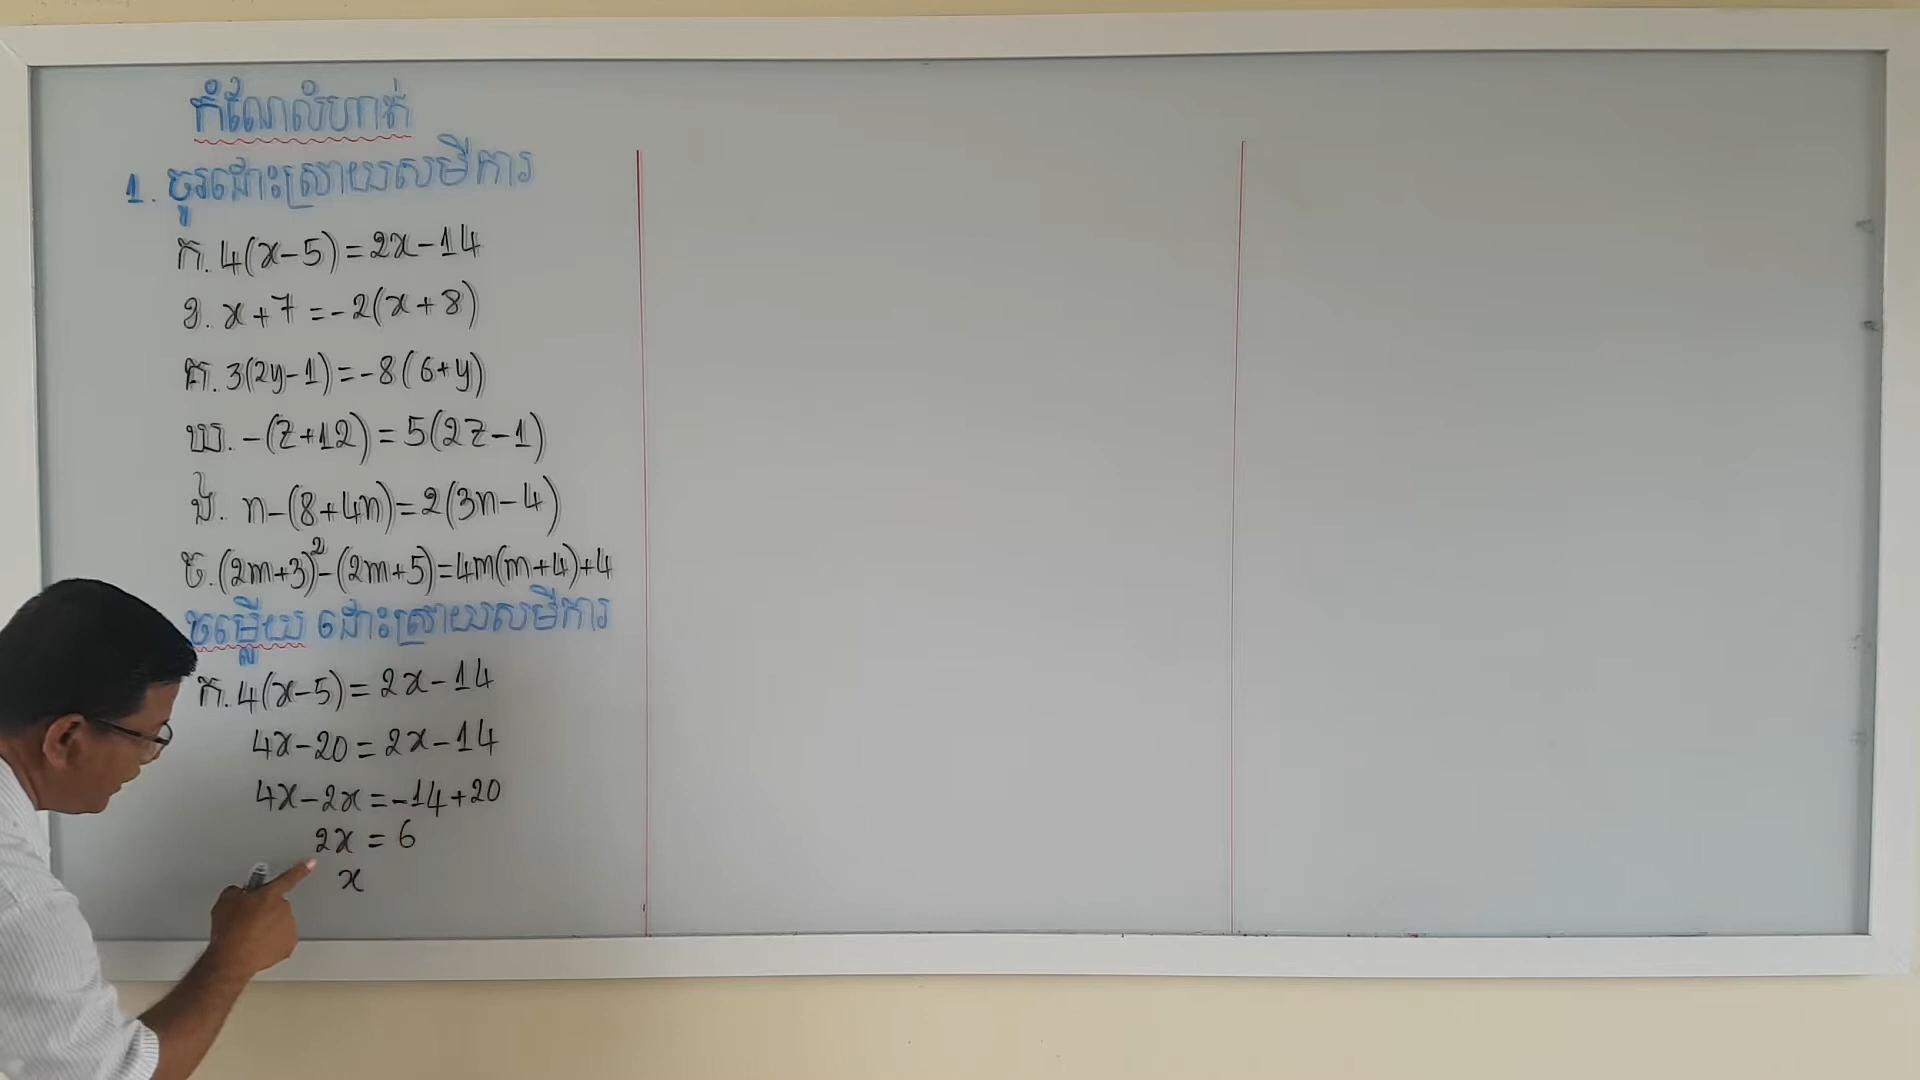 កំណែលំហាត់
1. ចូរដោះស្រាយសមីការ
ក. 4(x-5)=2x-14
ខ. x+7=-2(x+8)
គ. 3(2y-1)=-8(6+y)
ឃ. -(z+12)=5(2z-1)
ង. n-(8+4n)=2(3n-4)
ច. (2m+3)²-(2m+5)=4m(m+4)+4
ចម្លើយ ដោះស្រាយសមីការ
ក. 4(x-5)=2x-14
4x-20=2x-14
4x-2x=-14+20
2x=6
x